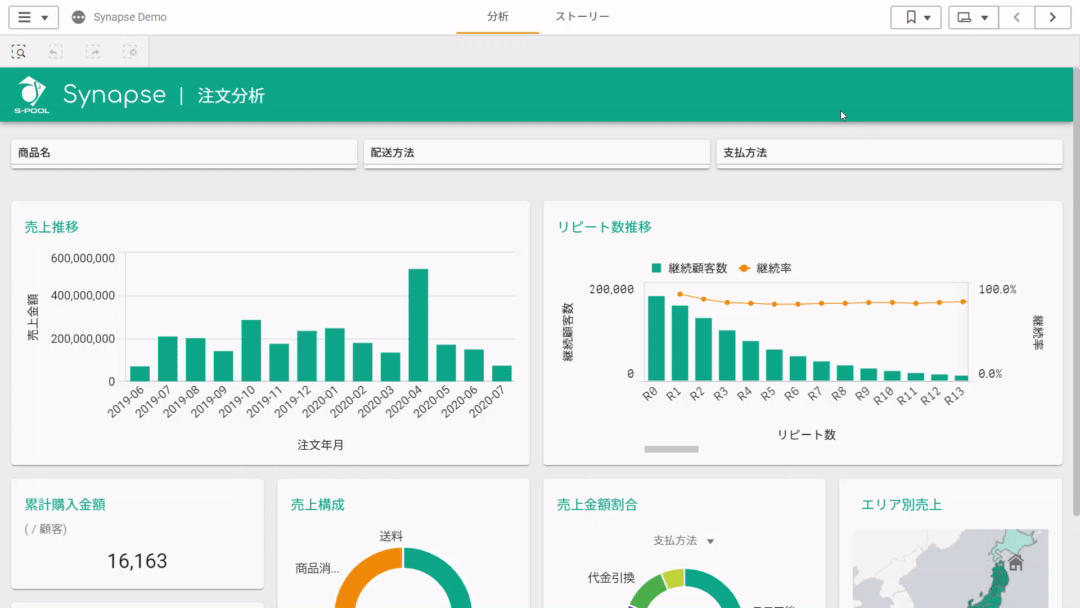 Synapse Demo
分析
ストーリー
S-POOL
Synapse | 注文分析
商品名
配送方法
支払方法
売上推移
600,000,000
400,000,000
200,000,000
0
売上金額
2019-06
2019-07
2019-08
2019-09
2019-10
2019-11
2019-12
2020-01
2020-02
2020-03
2020-04
2020-05
2020-06
2020-07
注文年月
リピート数推移
継続顧客数
継続率
200,000
0
継続顧客数
100.0%
0.0%
継続率
R0
R1
R2
R3
R4
R5
R6
R7
R8
R9
R10
R11
R12
R13
リピート数
累計購入金額
( / 顧客)
16,163
売上構成
送料
商品消...
売上金額割合
支払方法
代金引換
エリア別売上